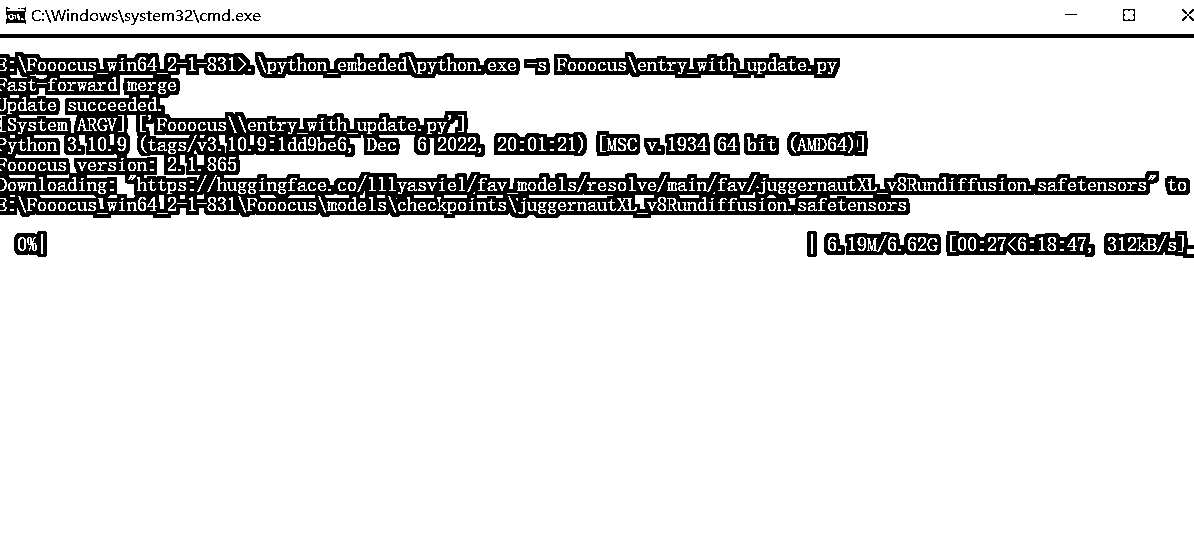 C:\Windows\system32\cmd.exe
E:\Fooocus_win64_2-1-831>.\python_embeded\python.exe -s Fooocus\entry_with_update.py
Fast-forward merge
Update succeeded.
[System ARGV] ['Fooocus\\entry_with_update.py']
Python 3.10.9 (tags/v3.10.9:1dd9be6, Dec  6 2022, 20:01:21) [MSC v.1934 64 bit (AMD64)]
Fooocus version: 2.1.865
Downloading: "https://huggingface.co/lllyasviel/fav_models/resolve/main/fav/juggernautXL_v8Rundiffusion.safetensors" to
E:\Fooocus_win64_2-1-831\Fooocus\models\checkpoints\juggernautXL_v8Rundiffusion.safetensors
0%| | 6.19M/6.62G [00:27<6:18:47, 312kB/s]